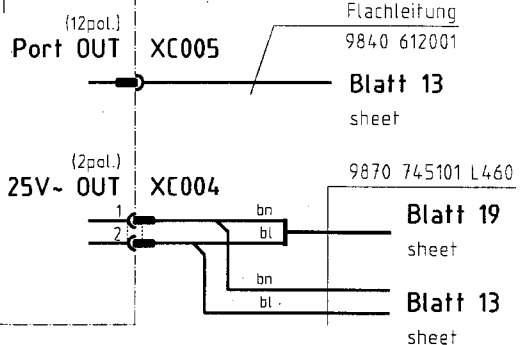 Flachleitung
(12pol.)
Port OUT XC005
9840 612001
Blatt 13
sheet
(2pol.)
25V~ OUT XC004
9870 745101 L460
1
bn
Blatt 19
2
bl
sheet
bn
bl
Blatt 13
sheet